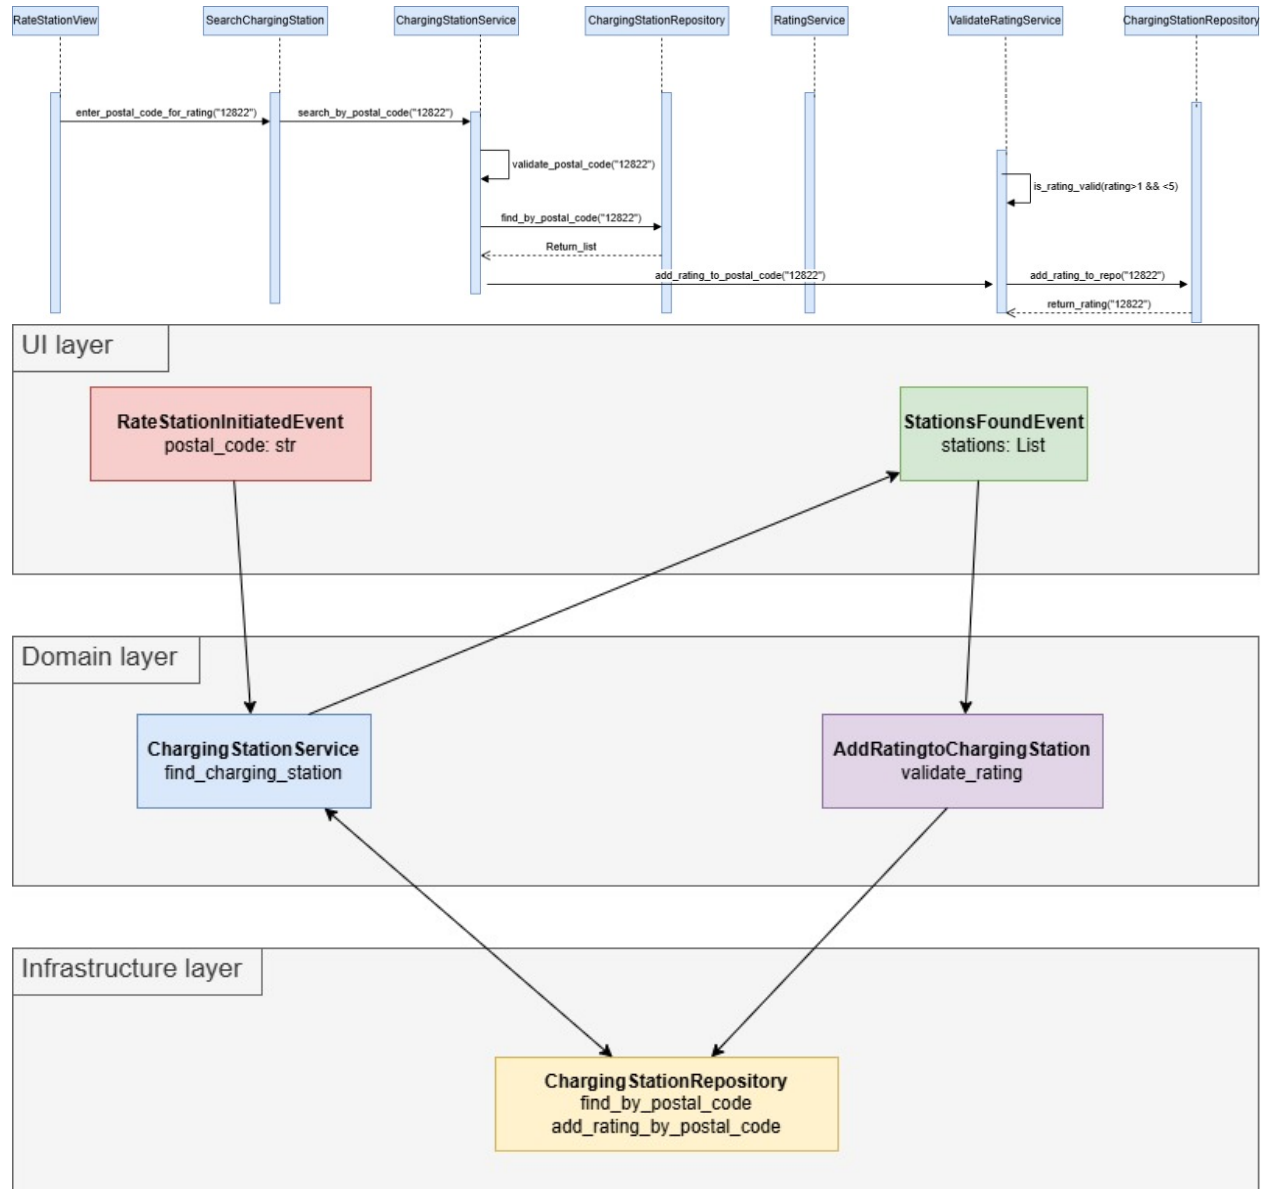 RateStationView
SearchChargingStation
ChargingStationService
ChargingStationRepository
RatingService
ValidateRatingService
ChargingStationRepository
enter_postal_code_for_rating("12822")
search_by_postal_code("12822")
validate_postal_code("12822")
is_rating_valid(rating>1 && <5)
find_by_postal_code("12822")
Return_list
add_rating_to_postal_code("12822")
add_rating_to_repo("12822")
return_rating("12822")
UI layer
RateStationInitiatedEvent
postal_code: str
StationsFoundEvent
stations: List
Domain layer
ChargingStationService
find_charging_station
AddRatingtoChargingStation
validate_rating
Infrastructure layer
ChargingStationRepository
find_by_postal_code
add_rating_by_postal_code